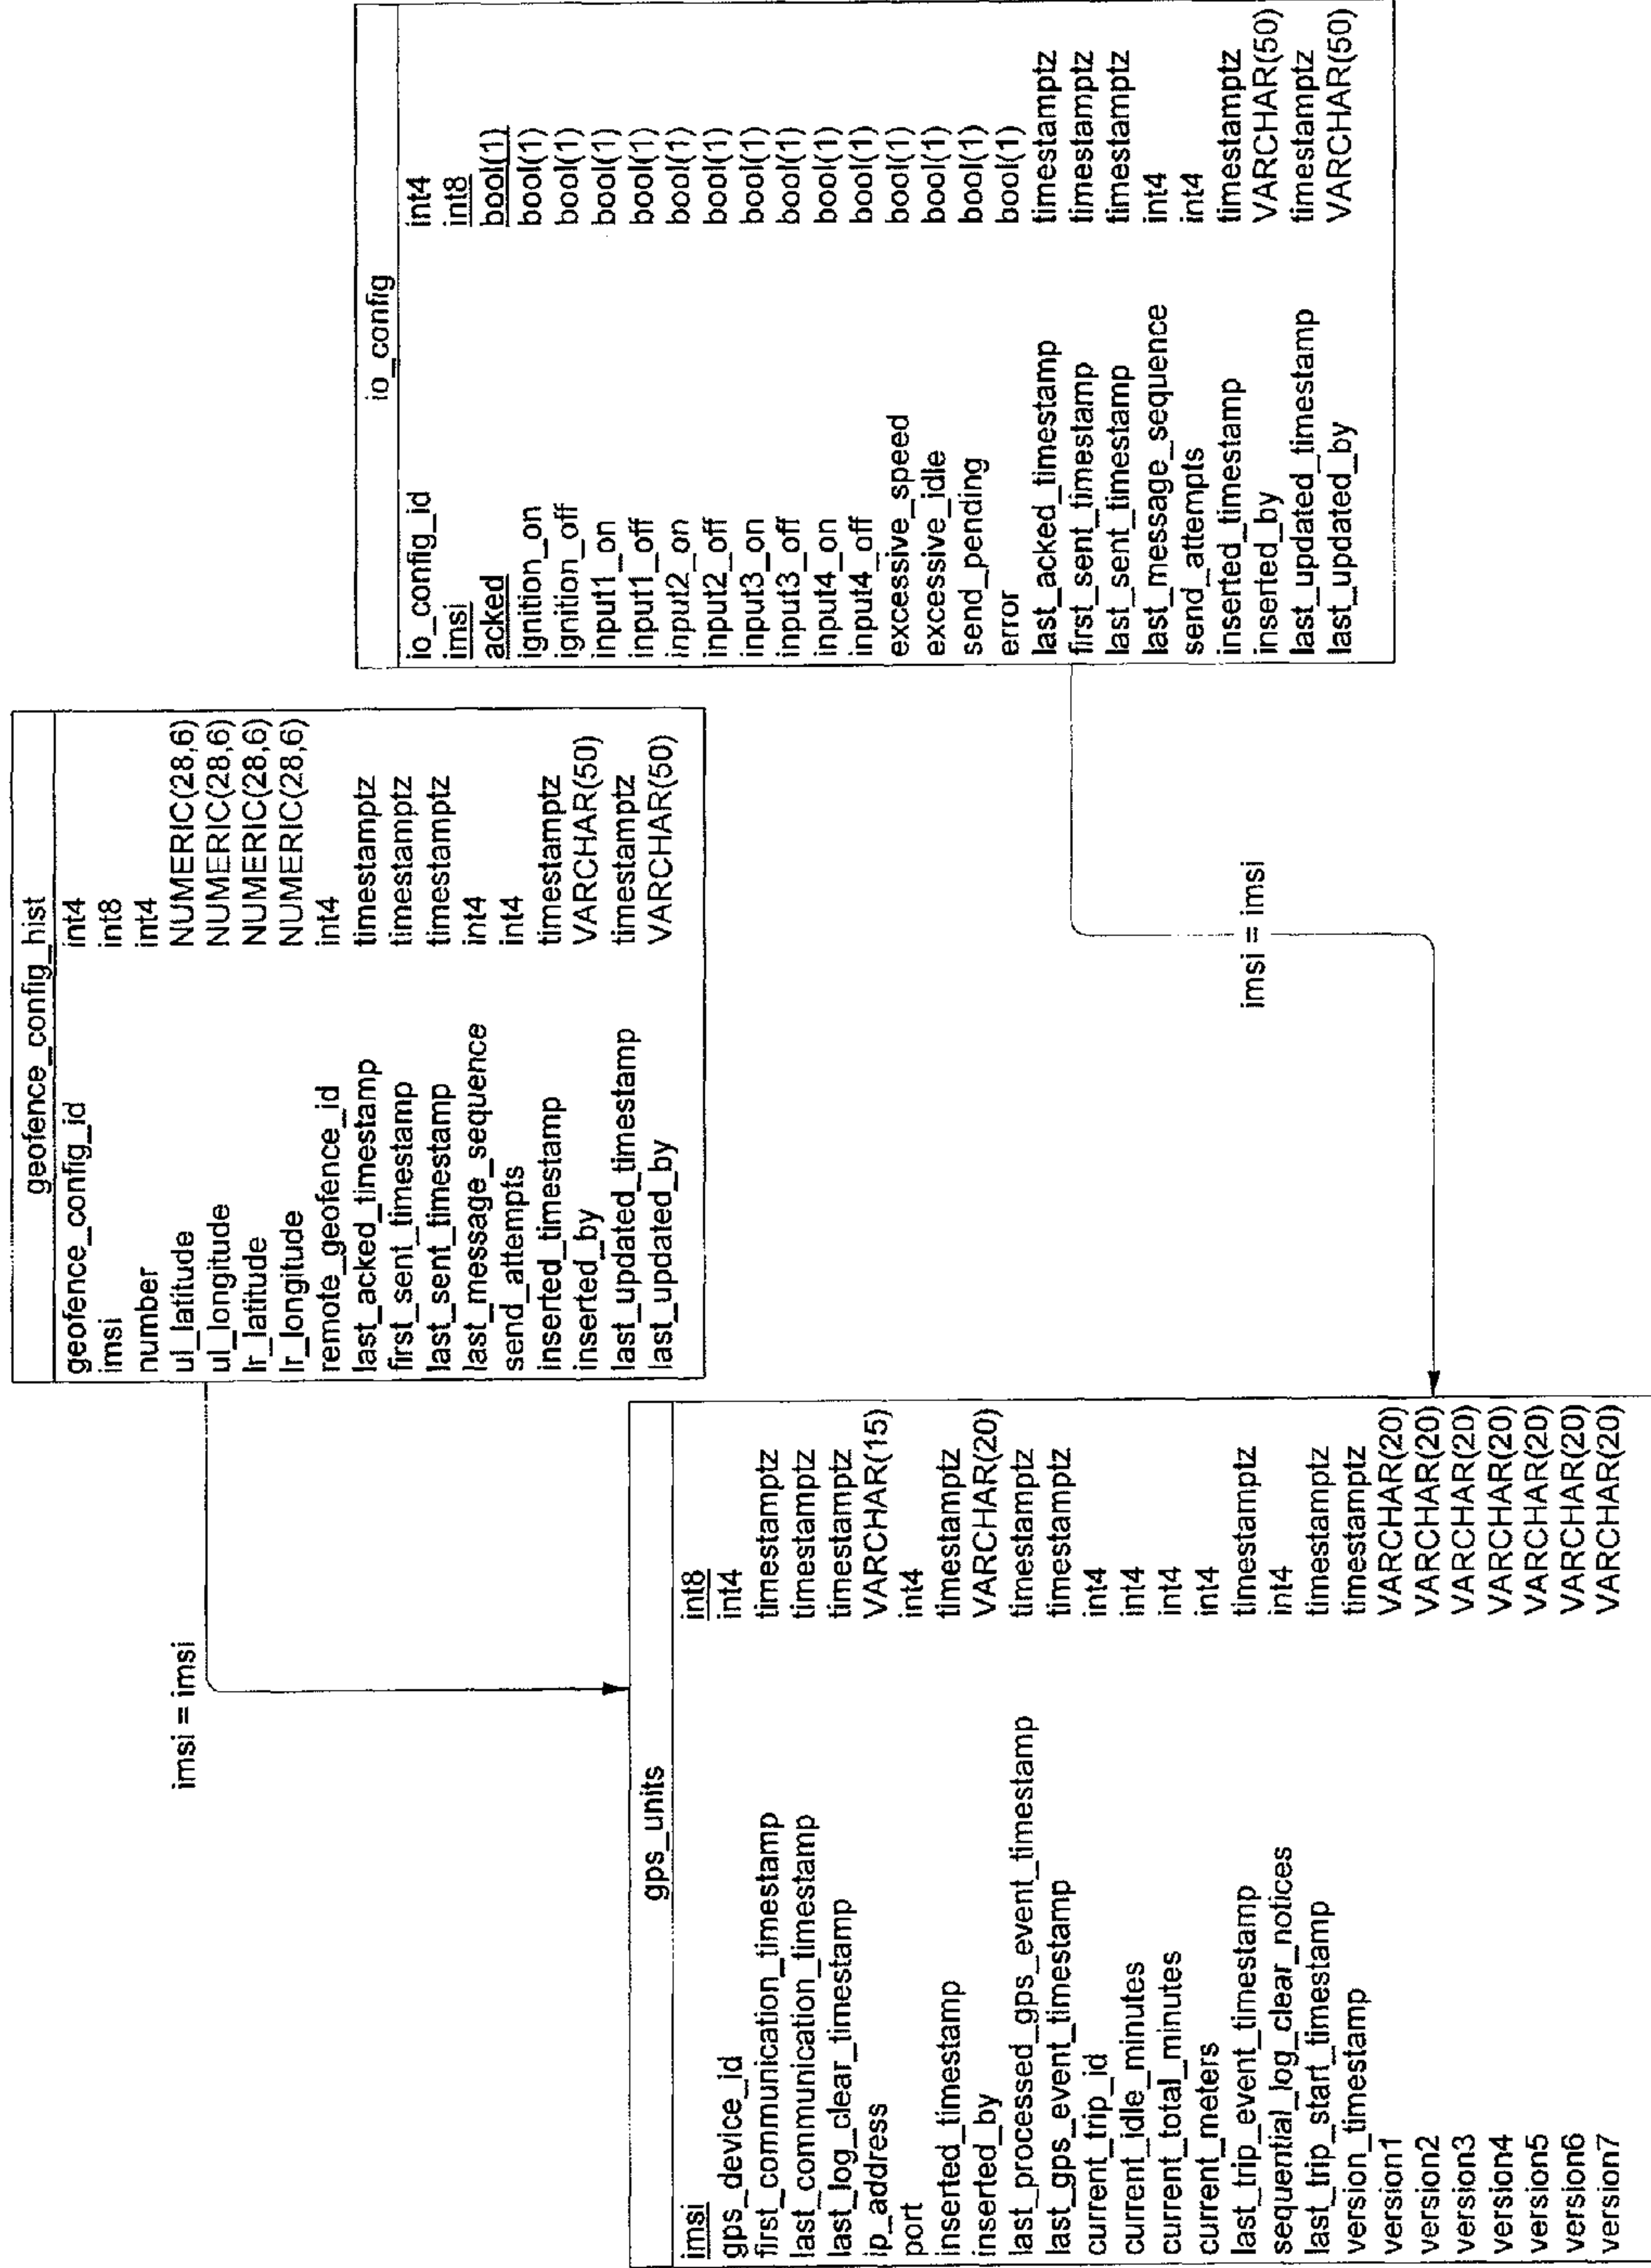 geofence_config_hist
geofence_config_id int4
imsi int8
number int4
ul_latitude NUMERIC(28,6)
ul_longitude NUMERIC(28,6)
lr_latitude NUMERIC(28,6)
lr_longitude NUMERIC(28,6)
remote_geofence_id int4
last_acked_timestamp timestamptz
first_sent_timestamp timestamptz
last_sent_timestamp timestamptz
last_message_sequence int4
send_attempts int4
inserted_timestamp timestamptz
inserted_by VARCHAR(50)
last_updated_timestamp timestamptz
last_updated_by VARCHAR(50)
imsi = imsi
io_config
io_config_id int4
imsi int8
acked bool(1)
ignition_on bool(1)
ignition_off bool(1)
input1_on bool(1)
input1_off bool(1)
input2_on bool(1)
input2_off bool(1)
input3_on bool(1)
input3_off bool(1)
input4_on bool(1)
input4_off bool(1)
excessive_speed bool(1)
excessive_idle bool(1)
send_pending bool(1)
error bool(1)
last_acked_timestamp timestamptz
first_sent_timestamp timestamptz
last_sent_timestamp timestamptz
last_message_sequence int4
send_attempts int4
inserted_timestamp timestamptz
inserted_by VARCHAR(50)
last_updated_timestamp timestamptz
last_updated_by VARCHAR(50)
imsi = imsi
gps_units
imsi int8
gps_device_id int4
first_communication_timestamp timestamptz
last_communication_timestamp timestamptz
last_log_clear_timestamp timestamptz
ip_address VARCHAR(15)
port int4
inserted_timestamp timestamptz
inserted_by VARCHAR(20)
last_processed_gps_event_timestamp timestamptz
last_gps_event_timestamp timestamptz
current_trip_id int4
current_idle_minutes int4
current_total_minutes int4
current_meters int4
last_trip_event_timestamp timestamptz
sequential_log_clear_notices int4
last_trip_start_timestamp timestamptz
version_timestamp timestamptz
version1 VARCHAR(20)
version2 VARCHAR(20)
version3 VARCHAR(20)
version4 VARCHAR(20)
version5 VARCHAR(20)
version6 VARCHAR(20)
version7 VARCHAR(20)